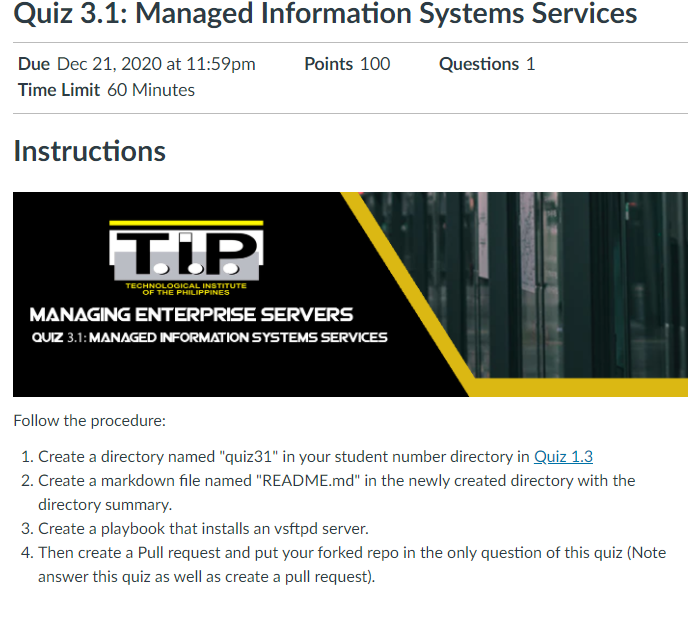 Quiz 3.1: Managed Information Systems Services
Due Dec 21, 2020 at 11:59pm Points 100 Questions 1
Time Limit 60 Minutes
Instructions
T.I.P.
TECHNOLOGICAL INSTITUTE
OF THE PHILIPPINES
MANAGING ENTERPRISE SERVERS
QUIZ 3.1: MANAGED INFORMATION SYSTEMS SERVICES
Follow the procedure:
1. Create a directory named "quiz31" in your student number directory in Quiz 1.3
2. Create a markdown file named "README.md" in the newly created directory with the
directory summary.
3. Create a playbook that installs an vsftpd server.
4. Then create a Pull request and put your forked repo in the only question of this quiz (Note
answer this quiz as well as create a pull request).